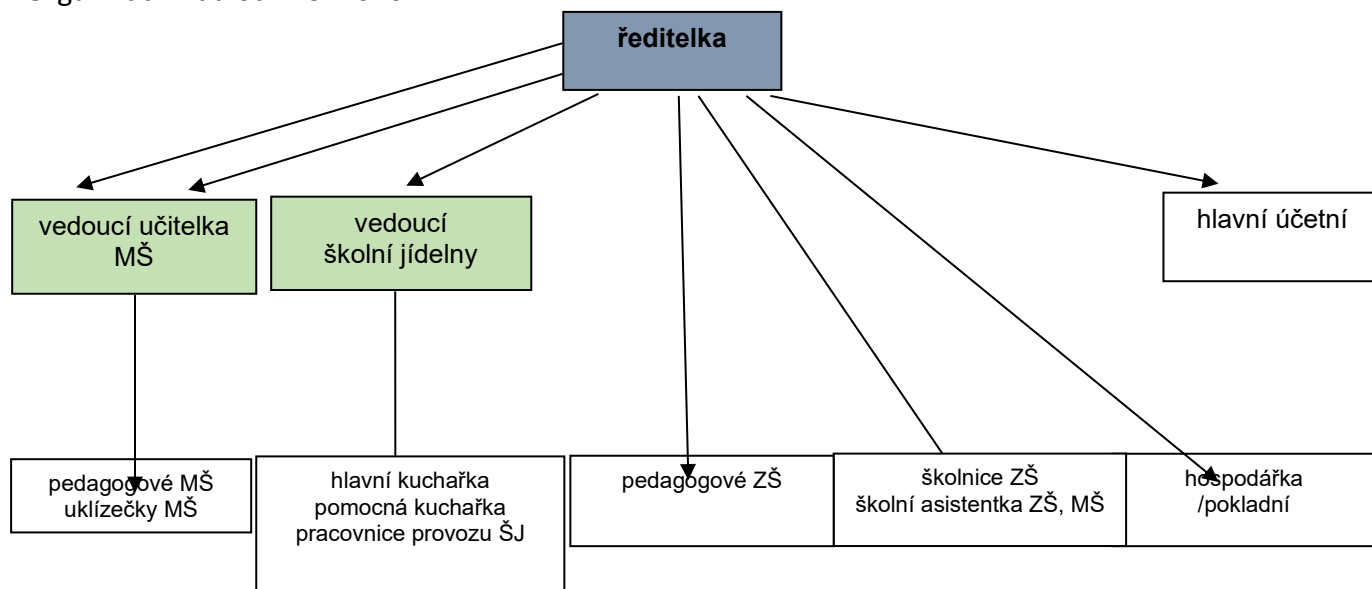 ředitelka
vedoucí učitelka
MŠ
vedoucí
školní jídelny
hlavní účetní
pedagogové MŠ
uklízečky MŠ
hlavní kuchařka
pomocná kuchařka
pracovnice provozu ŠJ
pedagogové ZŠ
školnice ZŠ
školní asistentka ZŠ, MŠ
hospodářka
/pokladní